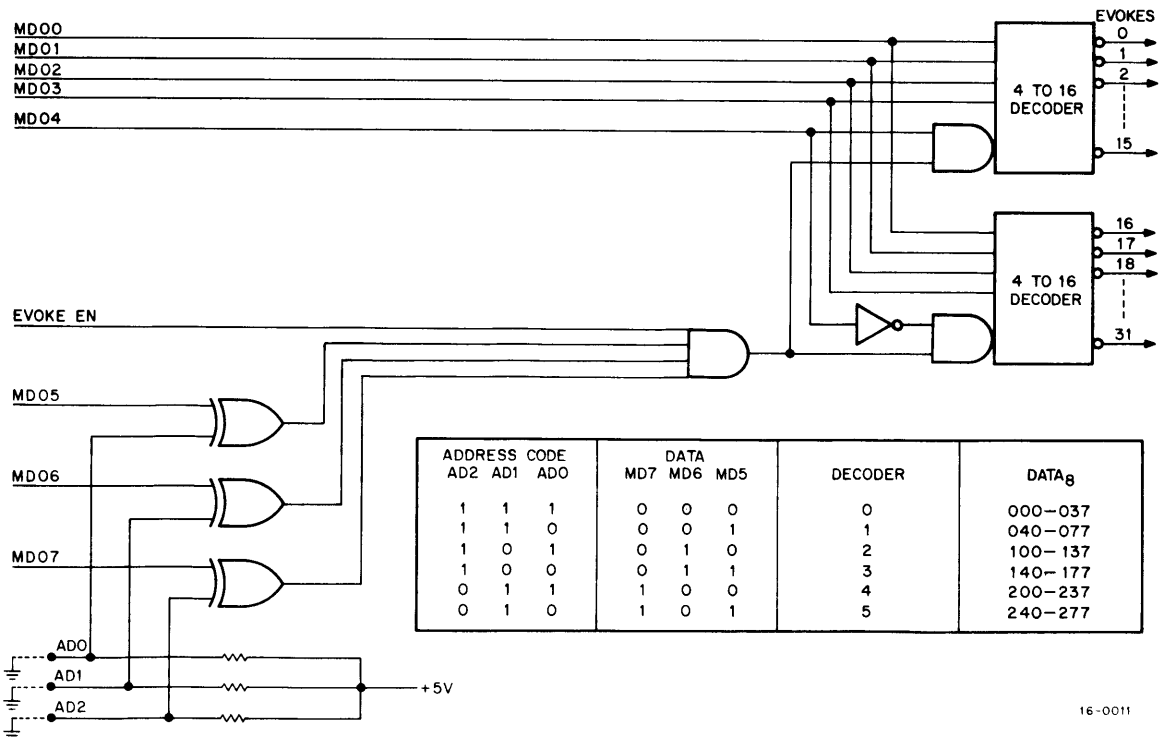 EVOKES
MD00
MD01
MD02
MD03
MD04
0
1
2
15
4 TO 16
DECODER
16
17
18
31
4 TO 16
DECODER
EVOKE EN
MD05
MD06
MD07
ADDRESS CODE DATA
AD2 AD1 AD0 MD7 MD6 MD5 DECODER DATA8
1 1 1 0 0 0 0 000-037
1 1 0 0 0 1 1 040-077
1 0 1 0 1 0 2 100-137
1 0 0 0 1 1 3 140-177
0 1 1 1 0 0 4 200-237
0 1 0 1 0 1 5 240-277
AD0
AD1
AD2
+5V
16-0011